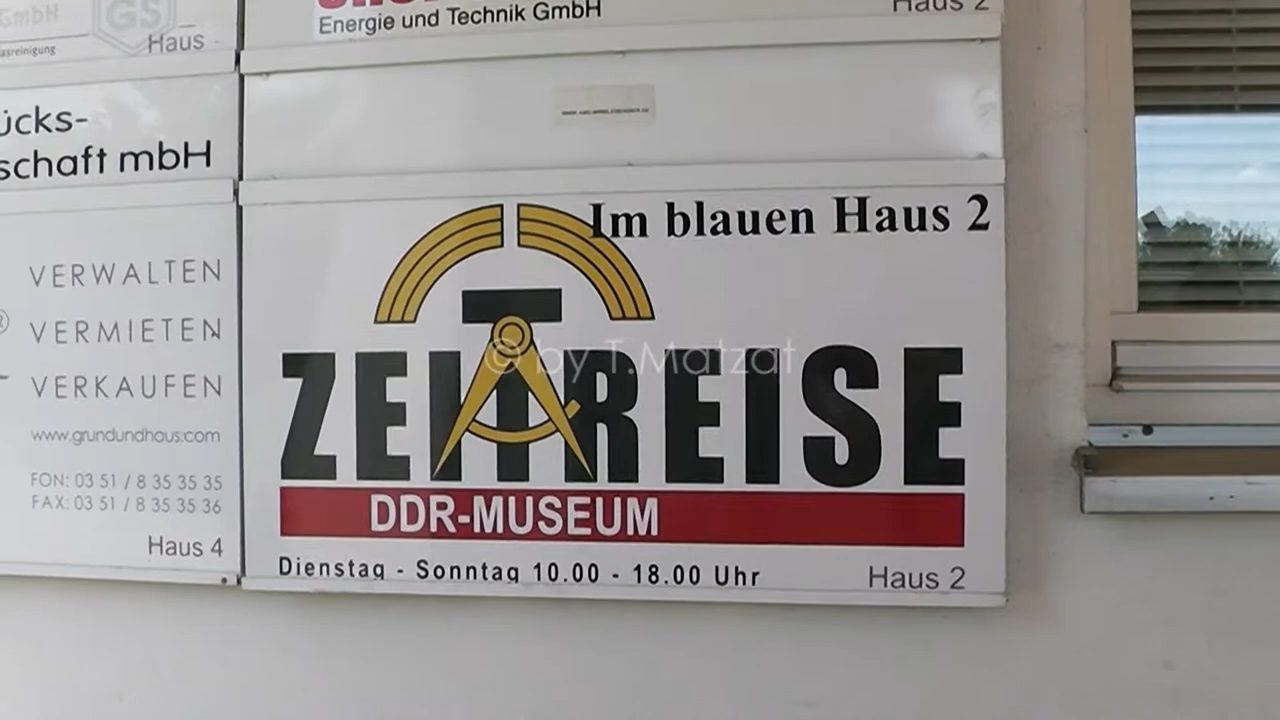 GmbH
GS
Haus
Energie und Technik GmbH
Haus 2
ücks-
schaft mbH
VERWALTEN
® VERMIETEN
VERKAUFEN
www.grundundhaus.com
FON: 03 51 / 8 35 35 35
FAX: 03 51 / 8 35 35 36
Haus 4
Im blauen Haus 2
ZEITREISE
© by T.Matzat
DDR-MUSEUM
Dienstag - Sonntag 10.00 - 18.00 Uhr
Haus 2